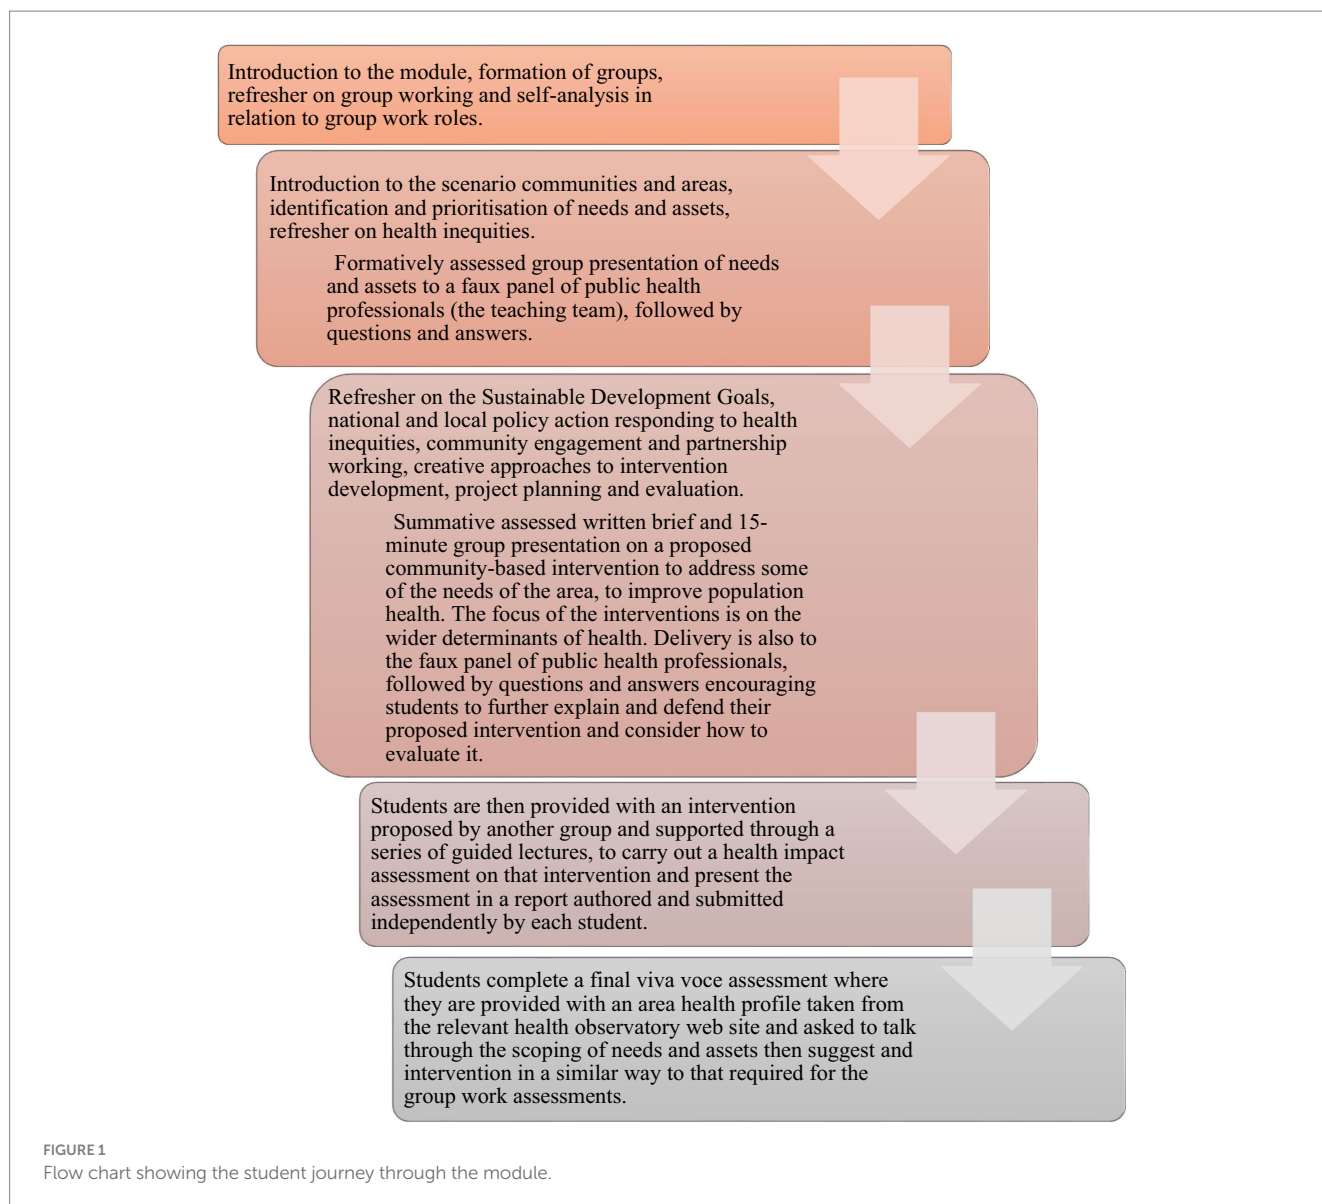 Introduction to the module, formation of groups,
refresher on group working and self-analysis in
relation to group work roles.
Introduction to the scenario communities and areas,
identification and prioritisation of needs and assets,
refresher on health inequities.
Formatively assessed group presentation of needs
and assets to a faux panel of public health
professionals (the teaching team), followed by
questions and answers.
Refresher on the Sustainable Development Goals,
national and local policy action responding to health
inequities, community engagement and partnership
working, creative approaches to intervention
development, project planning and evaluation.
Summative assessed written brief and 15-
minute group presentation on a proposed
community-based intervention to address some
of the needs of the area, to improve population
health. The focus of the interventions is on the
wider determinants of health. Delivery is also to
the faux panel of public health professionals,
followed by questions and answers encouraging
students to further explain and defend their
proposed intervention and consider how to
evaluate it.
Students are then provided with an intervention
proposed by another group and supported through a
series of guided lectures, to carry out a health impact
assessment on that intervention and present the
assessment in a report authored and submitted
independently by each student.
Students complete a final viva voce assessment where
they are provided with an area health profile taken from
the relevant health observatory web site and asked to talk
through the scoping of needs and assets then suggest and
intervention in a similar way to that required for the
group work assessments.
FIGURE 1
Flow chart showing the student journey through the module.